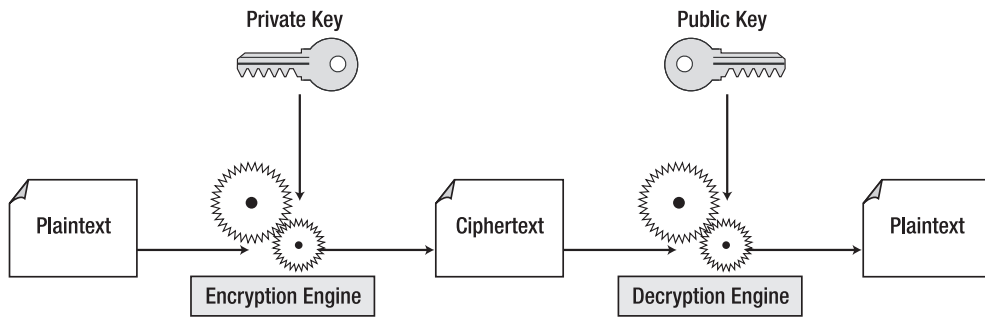 Private Key
Public Key
Plaintext
Ciphertext
Plaintext
Encryption Engine
Decryption Engine